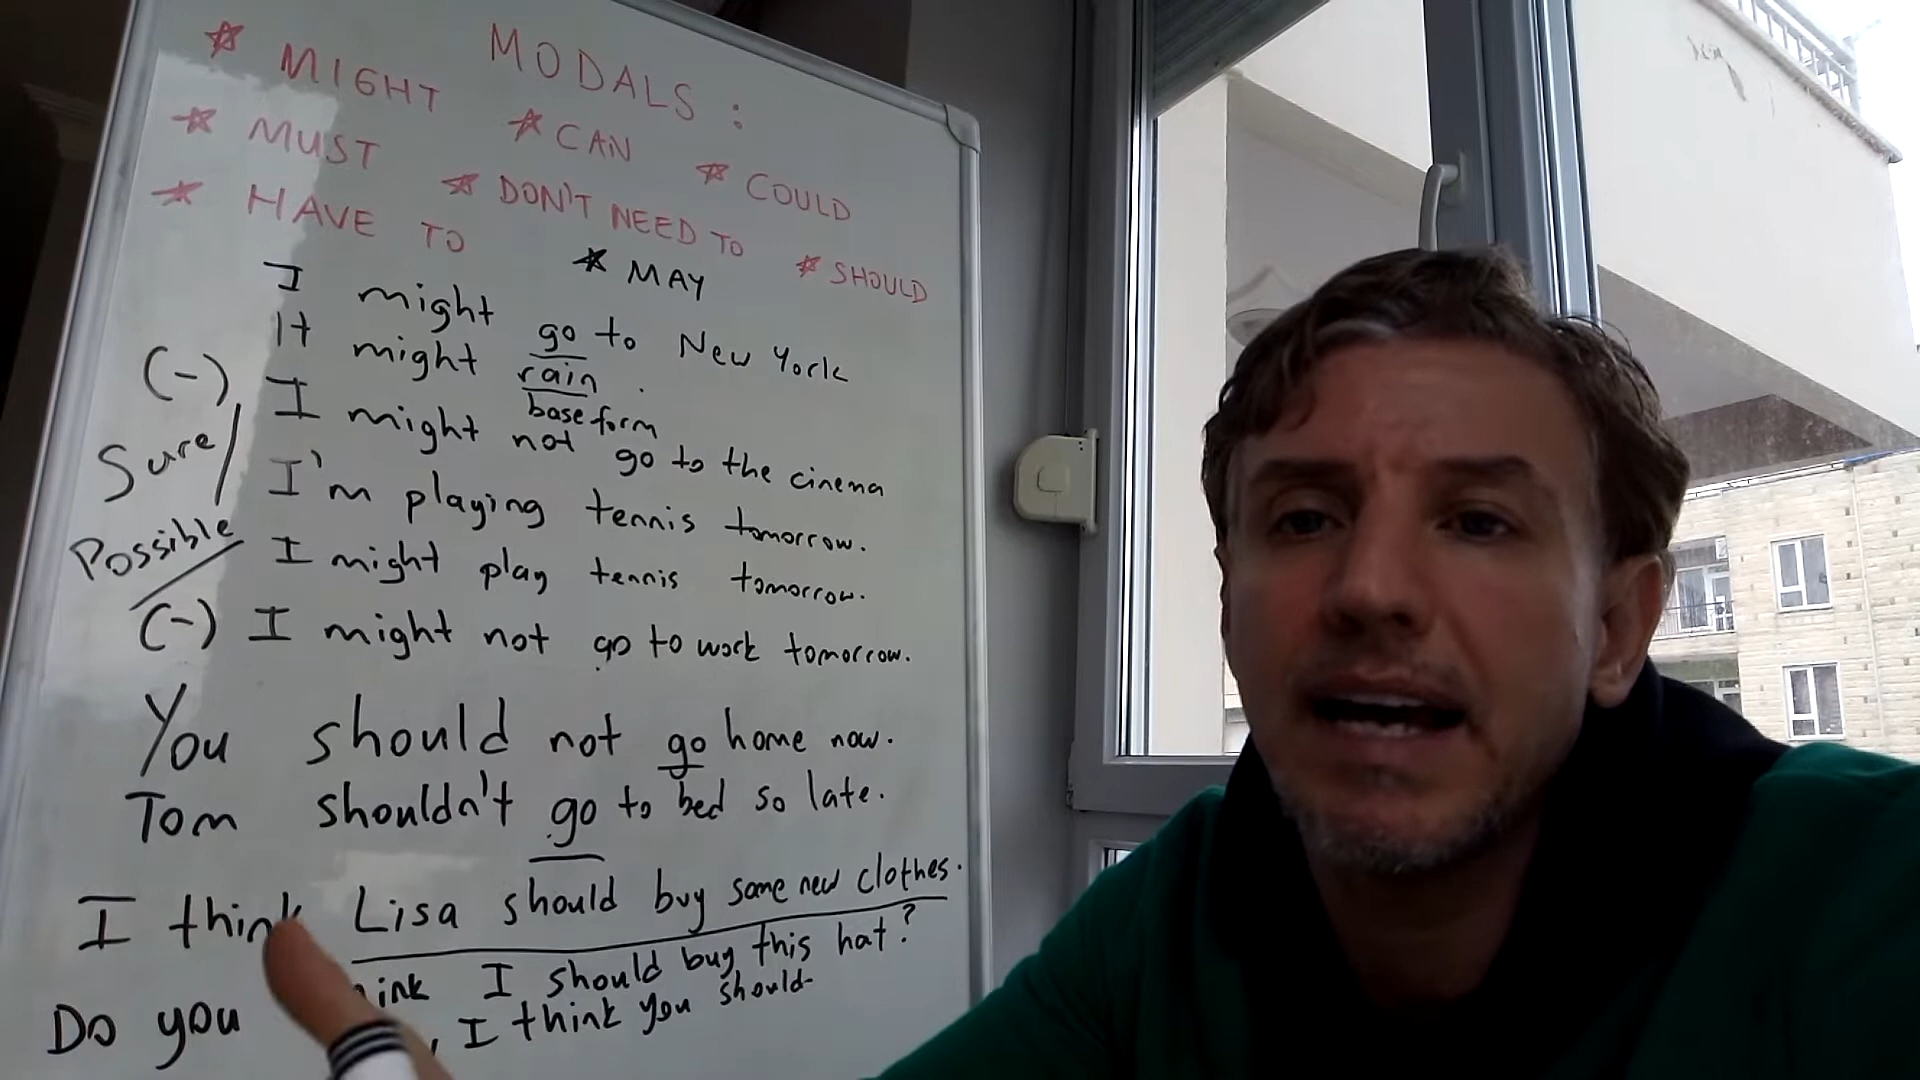 MODALS:
* MIGHT * CAN * COULD
* MUST * DON'T NEED TO * SHOULD
* HAVE TO * MAY
I might go to New York
It might rain.
base form
(-) I might not go to the cinema
Sure/ I'm playing tennis tomorrow.
Possible/ I might play tennis tomorrow.
(-) I might not go to work tomorrow.
You should not go home now.
Tom shouldn't go to bed so late.
I think Lisa should buy some new clothes.
Do you I should buy this hat?
, I think you should.